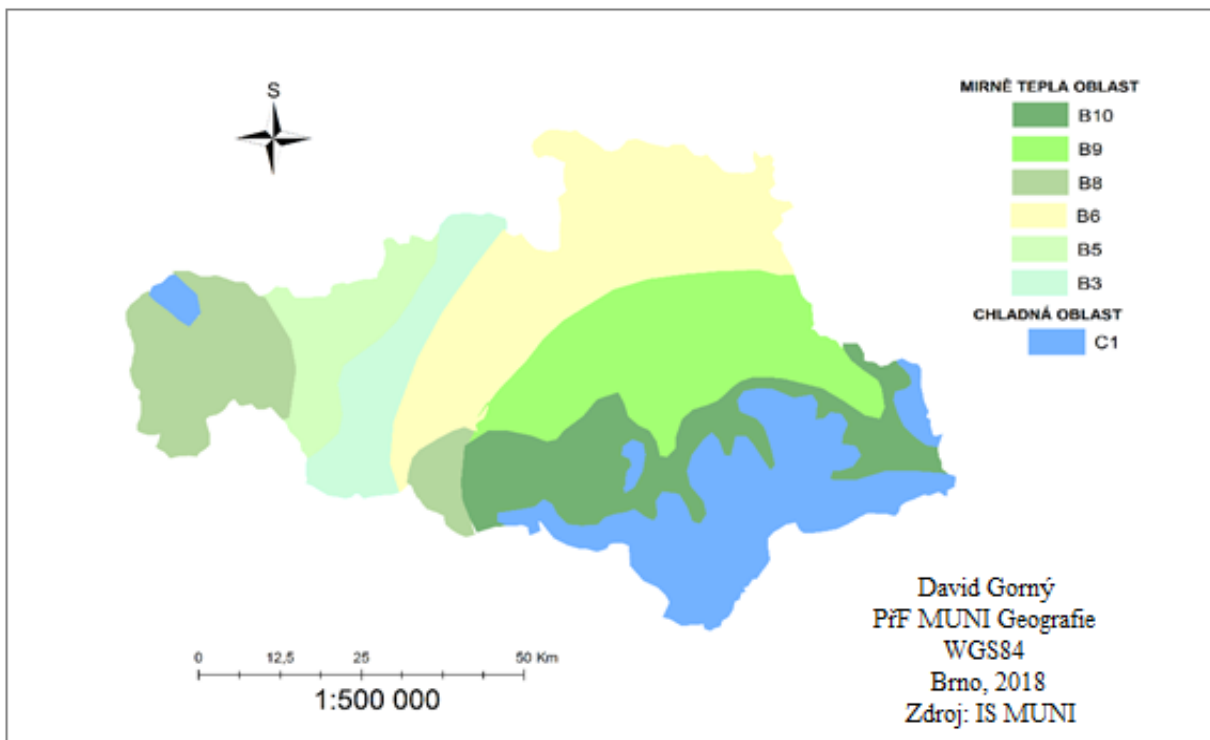 S
MIRNĚ TEPLA OBLAST
B10
B9
B8
B6
B5
B3
CHLADNÁ OBLAST
C1
0 12,5 25 50 Km
1:500 000
David Gorný
PřF MUNI Geografie
WGS84
Brno, 2018
Zdroj: IS MUNI